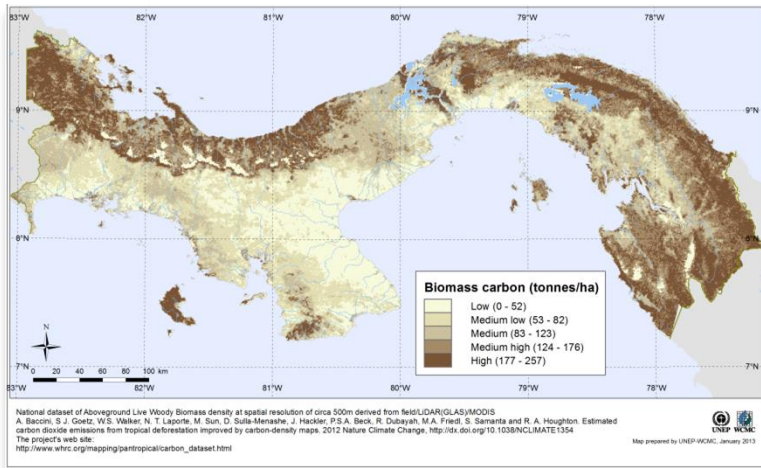 83°W 82°W 81°W 80°W 79°W 78°W
9°N 9°N
8°N 8°N
7°N 7°N
Biomass carbon (tonnes/ha)
Low (0 - 52)
Medium low (53 - 82)
Medium (83 - 123)
Medium high (124 - 176)
High (177 - 257)
N
0 20 40 60 80 100 km
83°W 82°W 81°W 80°W 79°W 78°W
National dataset of Aboveground Live Woody Biomass density at spatial resolution of circa 500m derived from field/LiDAR(GLAS)/MODIS
A. Baccini, S J. Goetz, W.S. Walker, N. T. Laporte, M. Sun, D. Sulla-Menashe, J. Hackler, P.S.A. Beck, R. Dubayah, M.A. Friedl, S. Samanta and R. A. Houghton. Estimated
carbon dioxide emissions from tropical deforestation improved by carbon-density maps. 2012 Nature Climate Change, http://dx.doi.org/10.1038/NCLIMATE1354
The project's web site:
http://www.whrc.org/mapping/pantropical/carbon_dataset.html
UNEP WCMC
Map prepared by UNEP-WCMC, January 2013